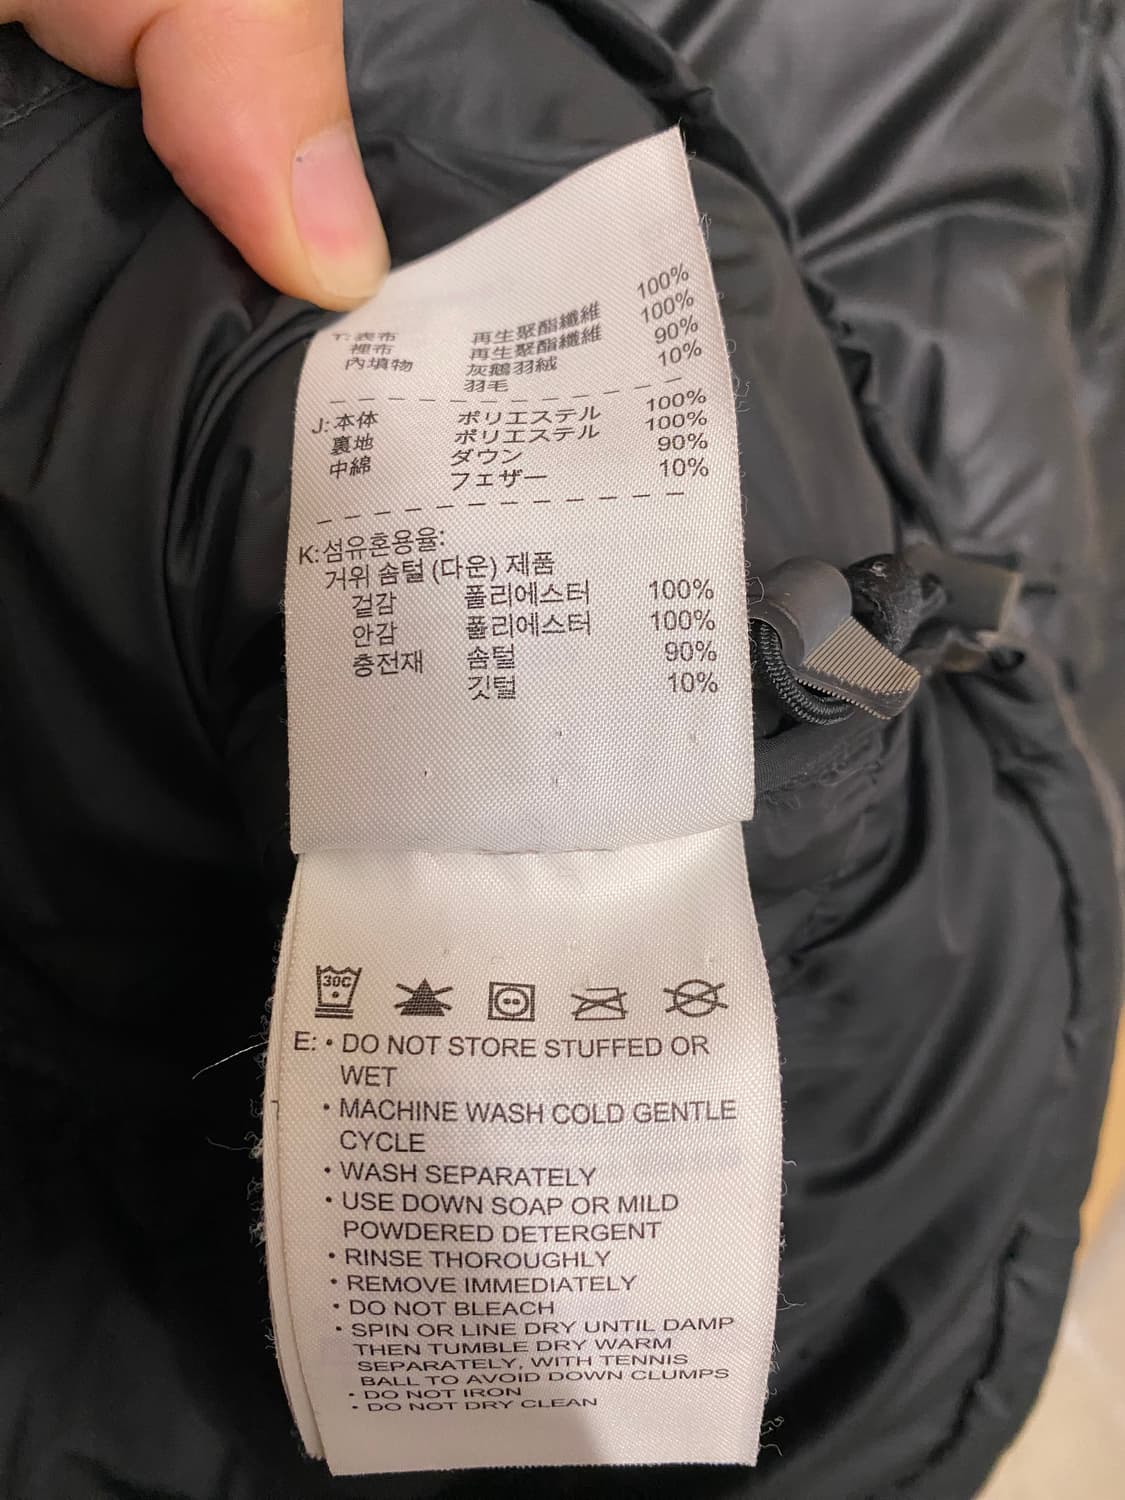 100%
T: 表布 再生聚酯纖維 100%
裡布 再生聚酯纖維 90%
內填物 灰鵝羽絨 10%
羽毛
J: 本体 ポリエステル 100%
裏地 ポリエステル 100%
中綿 ダウン 90%
フェザー 10%
K: 섬유혼용율:
거위 솜털 (다운) 제품
겉감 폴리에스터 100%
안감 폴리에스터 100%
충전재 솜털 90%
깃털 10%
30C
E: • DO NOT STORE STUFFED OR
WET
• MACHINE WASH COLD GENTLE
CYCLE
• WASH SEPARATELY
• USE DOWN SOAP OR MILD
POWDERED DETERGENT
• RINSE THOROUGHLY
• REMOVE IMMEDIATELY
• DO NOT BLEACH
• SPIN OR LINE DRY UNTIL DAMP
THEN TUMBLE DRY WARM
SEPARATELY, WITH TENNIS
BALL TO AVOID DOWN CLUMPS
• DO NOT IRON
• DO NOT DRY CLEAN